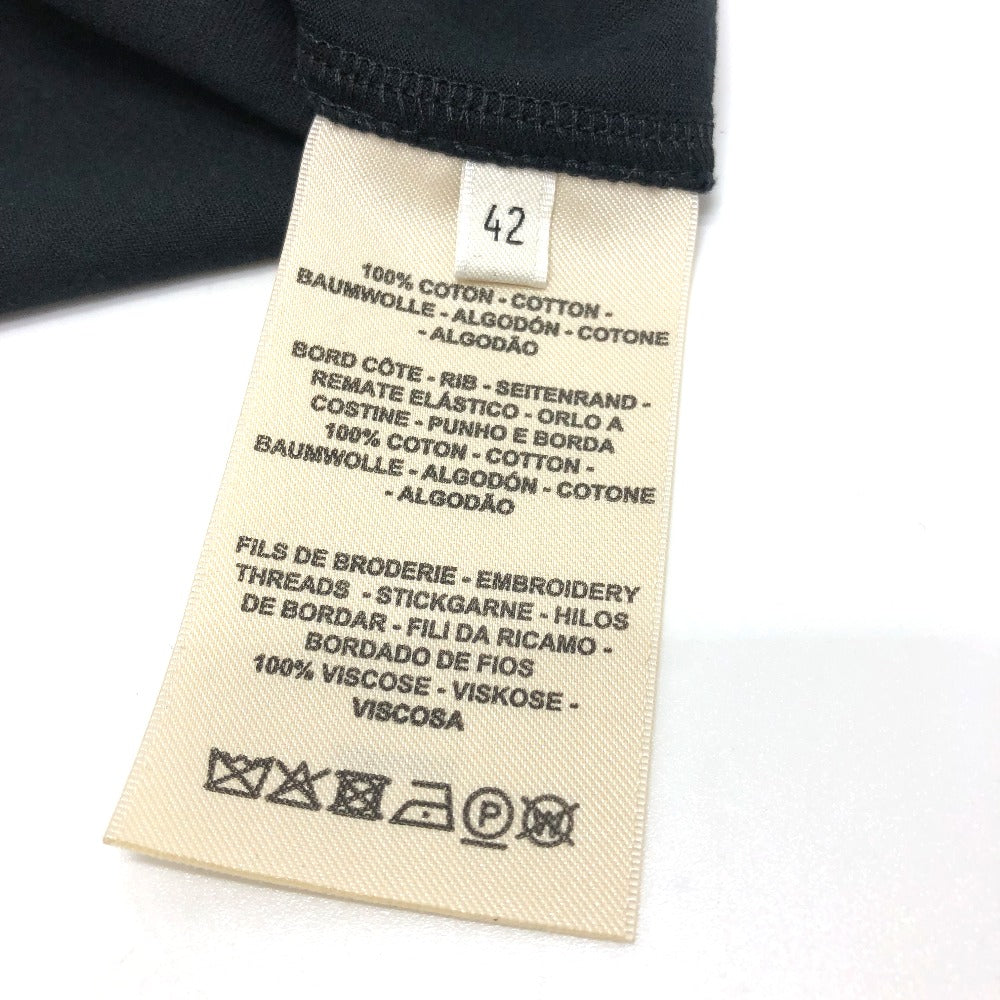 42
100% COTON - COTTON -
BAUMWOLLE - ALGODÓN - COTONE
- ALGODÃO
BORD CÔTE - RIB - SEITENRAND -
REMATE ELÁSTICO - ORLO A
COSTINE - PUNHO E BORDA
100% COTON - COTTON -
BAUMWOLLE - ALGODÓN - COTONE
- ALGODÃO
FILS DE BRODERIE - EMBROIDERY
THREADS - STICKGARNE - HILOS
DE BORDAR - FILI DA RICAMO -
BORDADO DE FIOS
100% VISCOSE - VISKOSE -
VISCOSA
P W